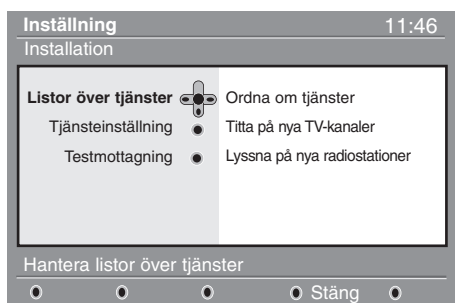 Inställning 11:46
Installation
Listor över tjänster Ordna om tjänster
Tjänsteinställning Titta på nya TV-kanaler
Testmottagning Lyssna på nya radiostationer
Hantera listor över tjänster
Stäng